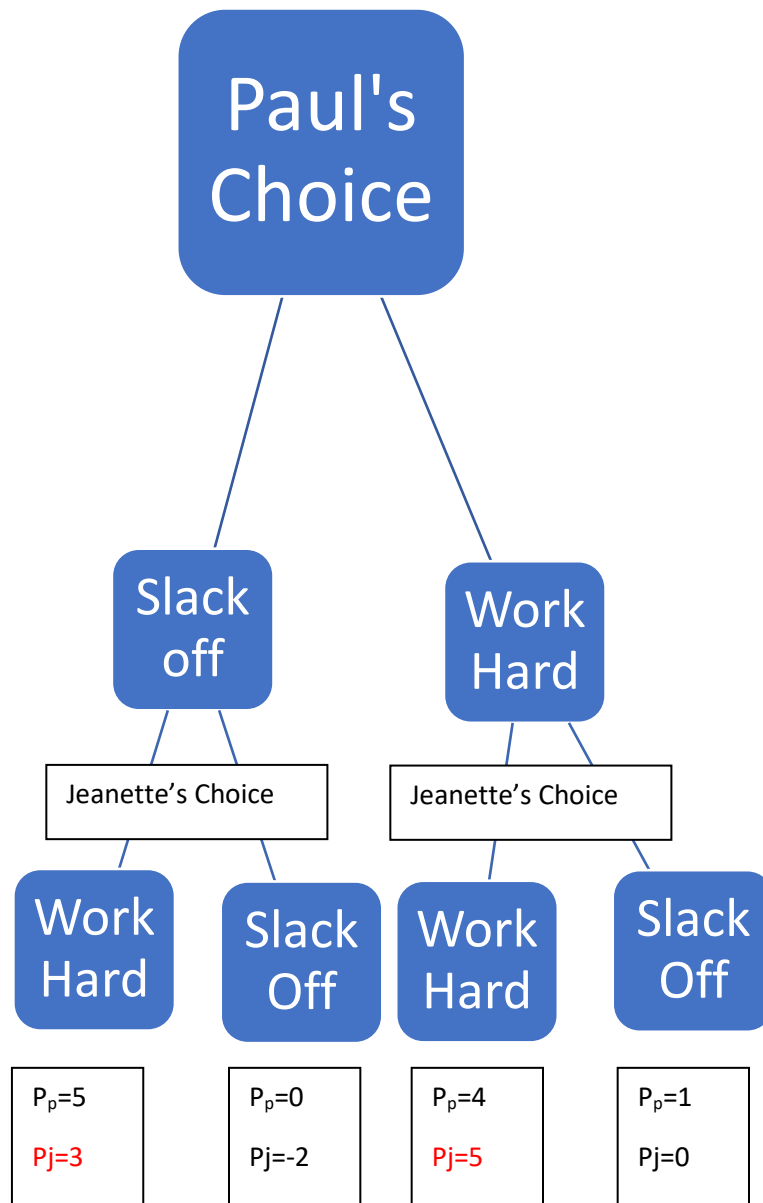 Paul's
Choice
Slack
off
Work
Hard
Jeanette’s Choice
Jeanette’s Choice
Work
Hard
Slack
Off
Work
Hard
Slack
Off
Pp=5
Pj=3
Pp=0
Pj=-2
Pp=4
Pj=5
Pp=1
Pj=0